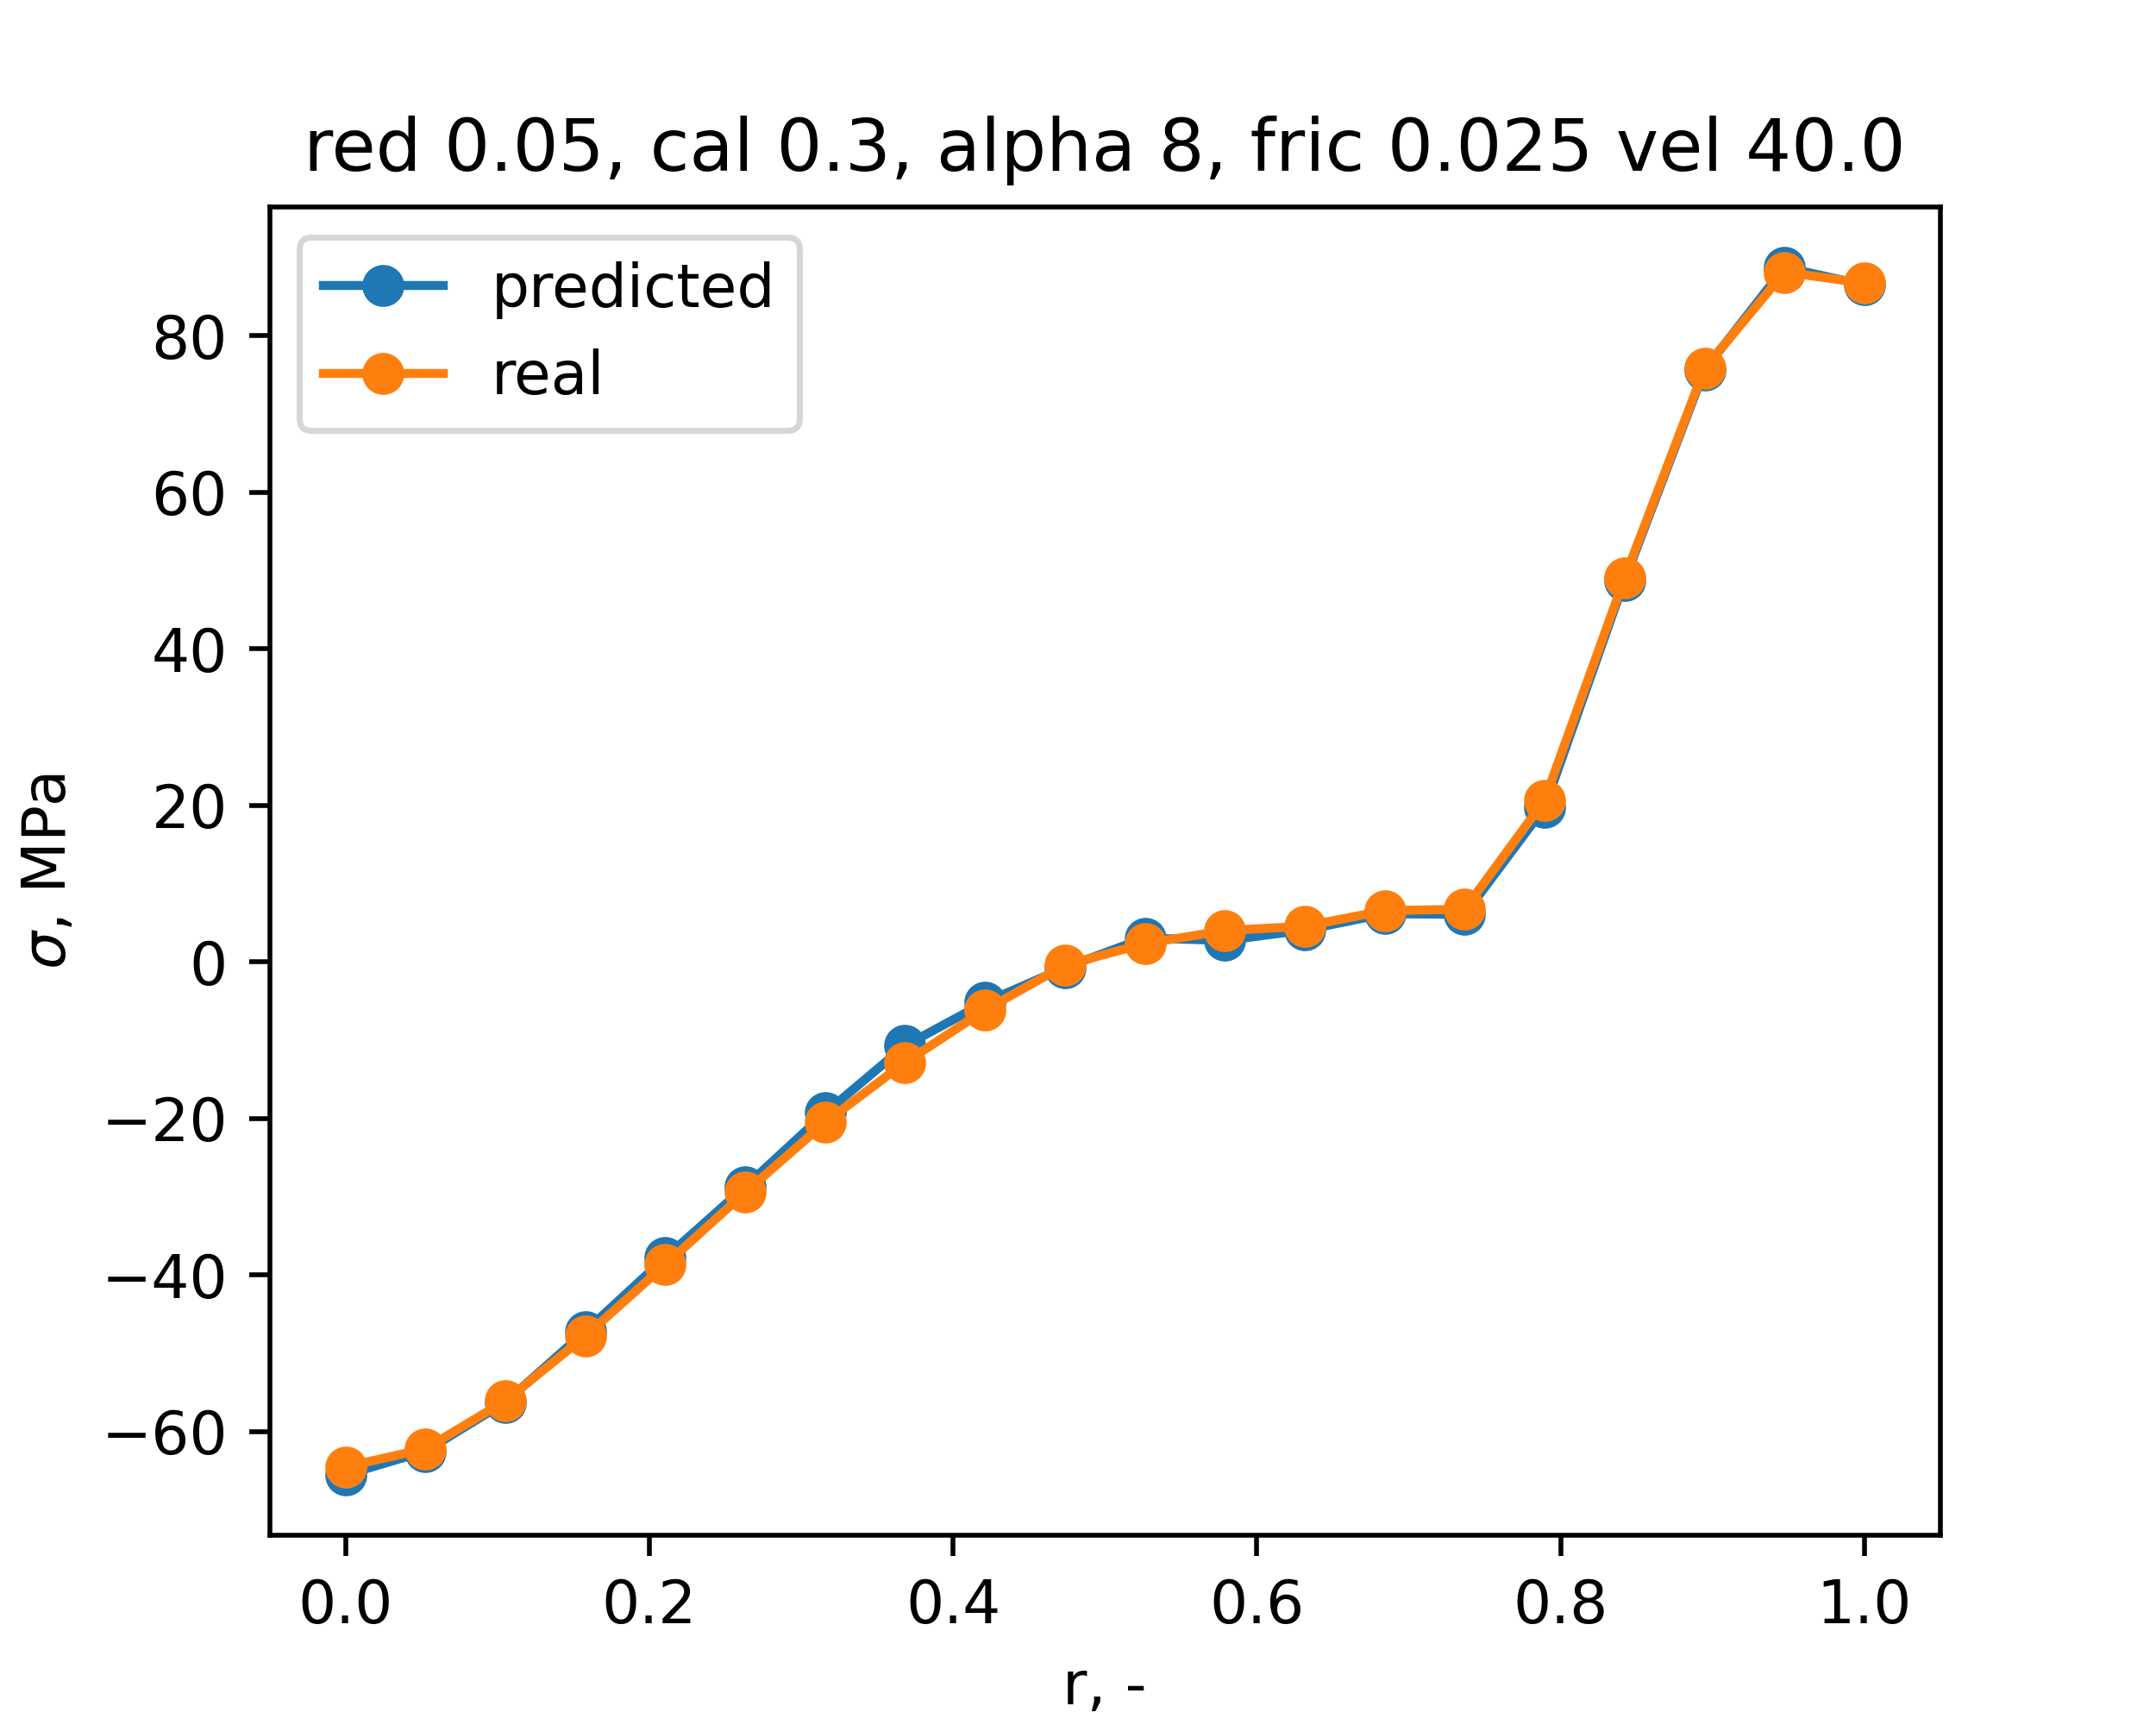 red 0.05, cal 0.3, alpha 8, fric 0.025 vel 40.0
predicted
real
80
60
40
20
0
−20
−40
−60
σ, MPa
0.0 0.2 0.4 0.6 0.8 1.0
r, -